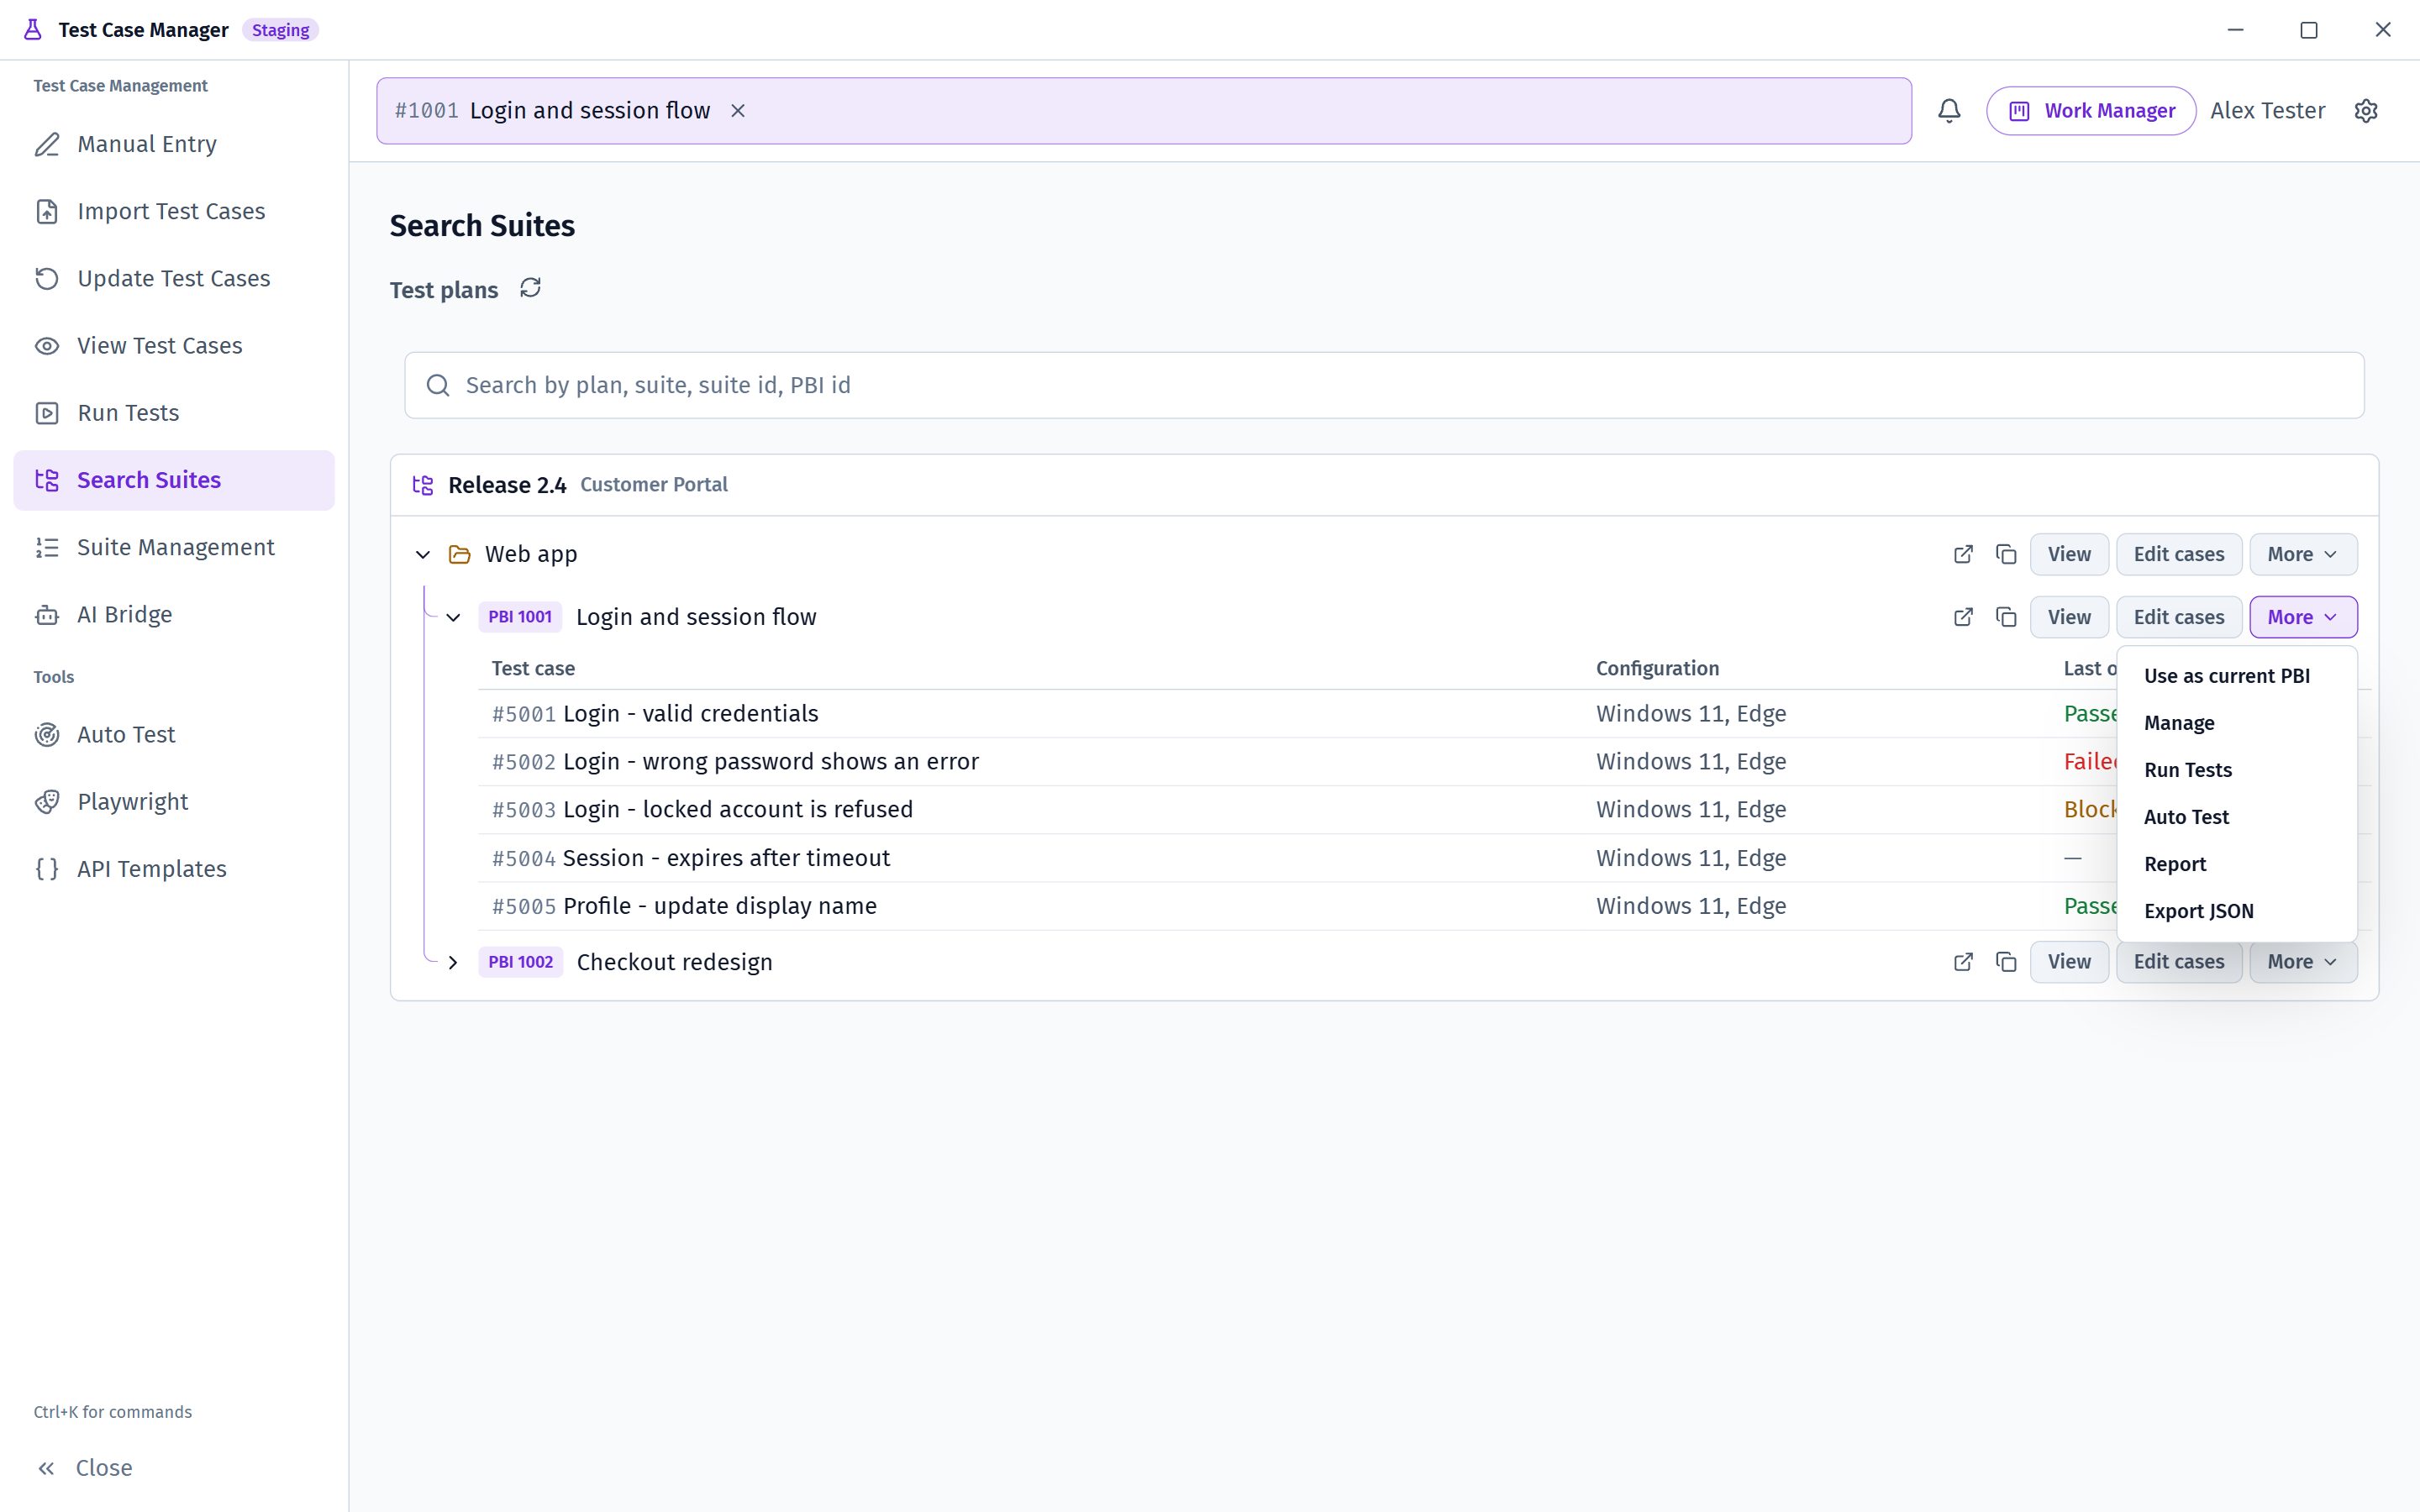 Test Case Manager Staging
Test Case Management
Manual Entry
Import Test Cases
Update Test Cases
View Test Cases
Run Tests
Search Suites
Suite Management
AI Bridge
Tools
Auto Test
Playwright
API Templates
Ctrl+K for commands
Close
#1001 Login and session flow
Work Manager
Alex Tester
Search Suites
Test plans
Search by plan, suite, suite id, PBI id
Release 2.4 Customer Portal
Web app View Edit cases More
PBI 1001 Login and session flow View Edit cases More
Test case Configuration Last o
#5001 Login - valid credentials Windows 11, Edge Passe
#5002 Login - wrong password shows an error Windows 11, Edge Failed
#5003 Login - locked account is refused Windows 11, Edge Block
#5004 Session - expires after timeout Windows 11, Edge —
#5005 Profile - update display name Windows 11, Edge Passe
Use as current PBI
Manage
Run Tests
Auto Test
Report
Export JSON
PBI 1002 Checkout redesign View Edit cases More